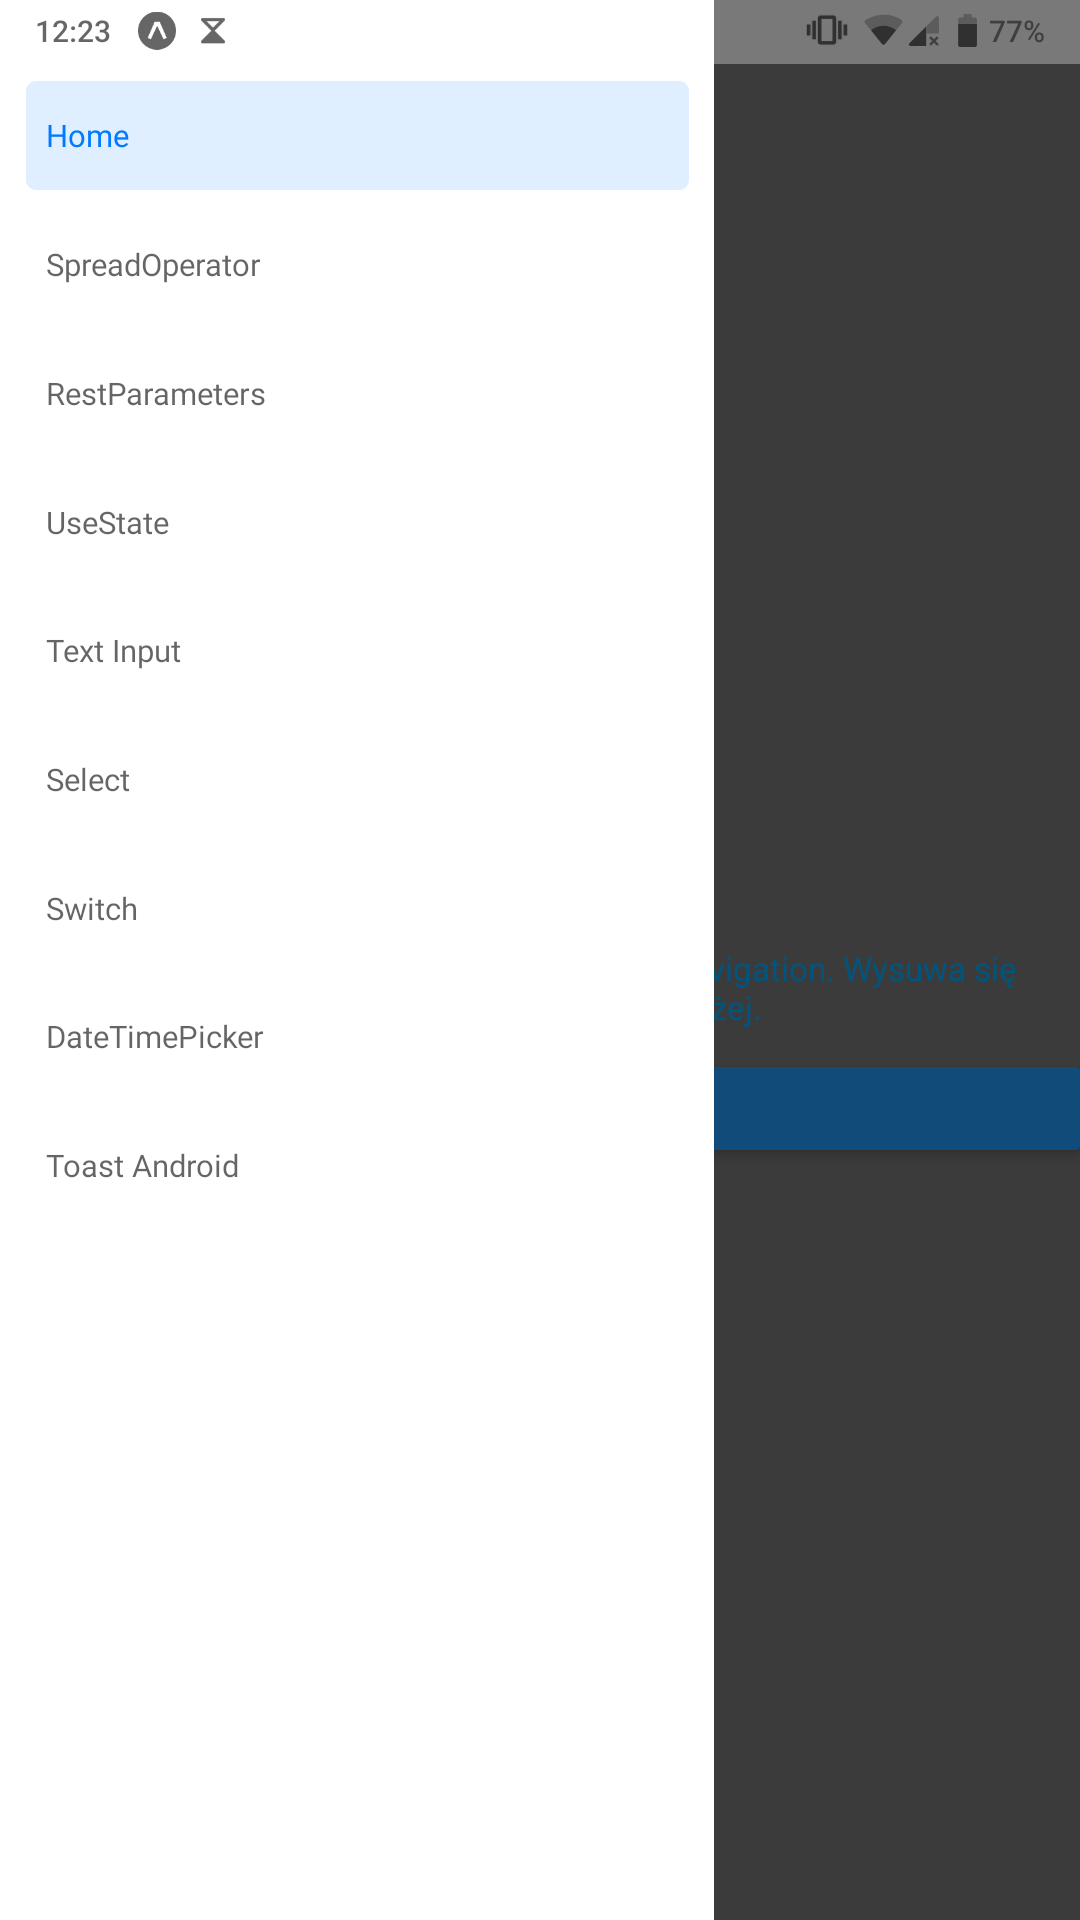 12:23
77%
Home
SpreadOperator
RestParameters
UseState
Text Input
Select
Switch
vigation. Wysuwa się
żej.
DateTimePicker
Toast Android